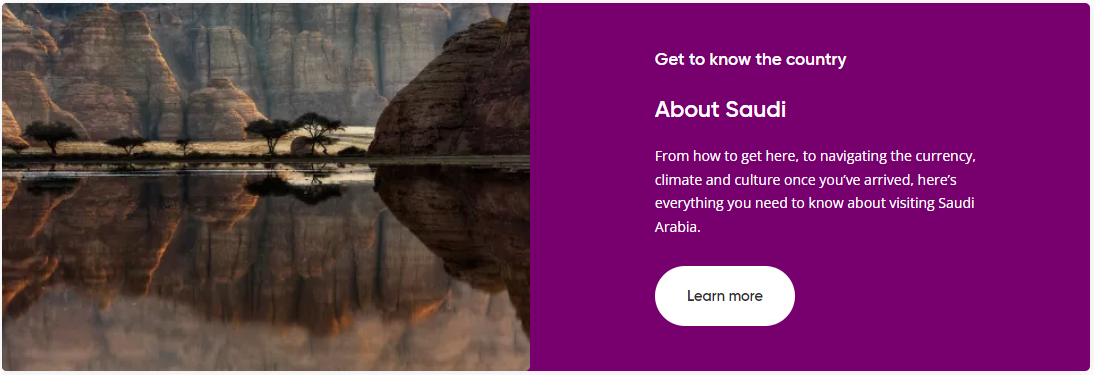 Get to know the country
About Saudi
From how to get here, to navigating the currency,
climate and culture once you’ve arrived, here’s
everything you need to know about visiting Saudi
Arabia.
Learn more